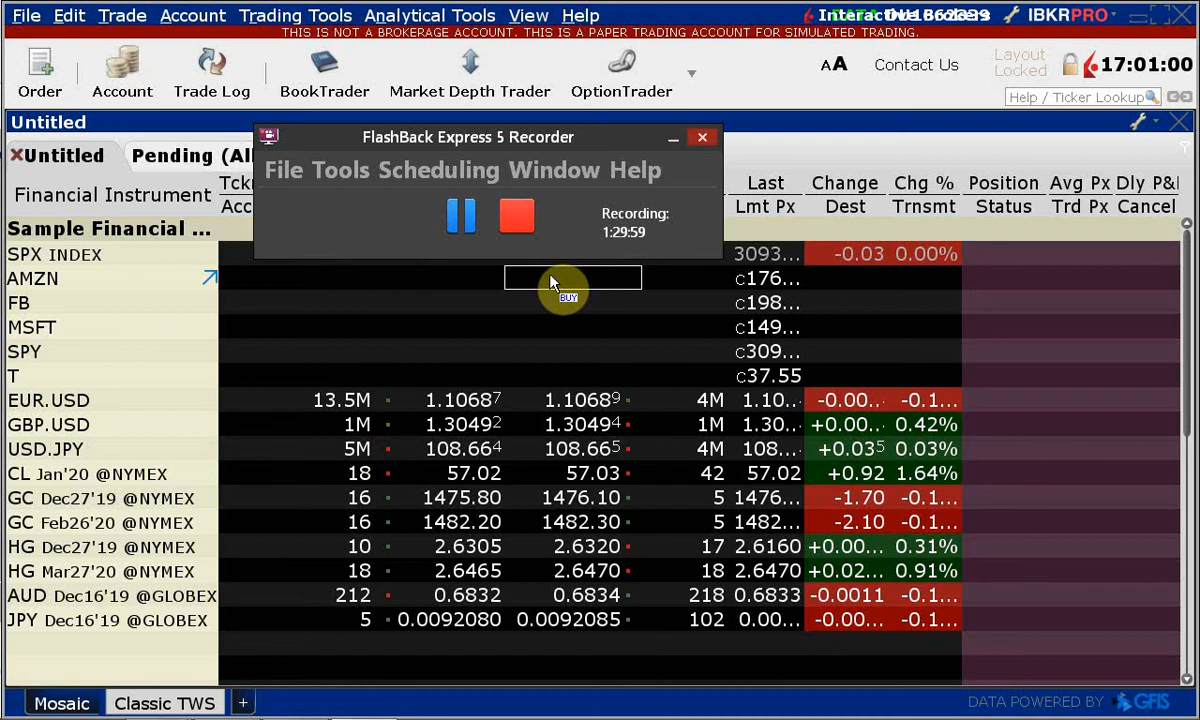 File Edit Trade Account Trading Tools Analytical Tools View Help Interactive Brokers IBKRPRO
THIS IS NOT A BROKERAGE ACCOUNT. THIS IS A PAPER TRADING ACCOUNT FOR SIMULATED TRADING.
Order Account Trade Log BookTrader Market Depth Trader OptionTrader AA Contact Us Layout Locked 17:01:00
Help / Ticker Lookup
Untitled
Untitled Pending (Al
FlashBack Express 5 Recorder
File Tools Scheduling Window Help
Recording:
1:29:59
Financial Instrument Tckr Last Change Chg % Position Avg Px Dly P&L
Acc Lmt Px Dest Trnsmt Status Trd Px Cancel
Sample Financial ...
SPX INDEX 3093... -0.03 0.00%
AMZN c176...
BUY
FB c198...
MSFT c149...
SPY c309...
T c37.55
EUR.USD 13.5M 1.10687 1.10689 4M 1.10... -0.00... -0.1...
GBP.USD 1M 1.30492 1.30494 1M 1.30... +0.00... 0.42%
USD.JPY 5M 108.664 108.665 4M 108.... +0.035 0.03%
CL Jan'20 @NYMEX 18 57.02 57.03 42 57.02 +0.92 1.64%
GC Dec27'19 @NYMEX 16 1475.80 1476.10 5 1476... -1.70 -0.1...
GC Feb26'20 @NYMEX 16 1482.20 1482.30 5 1482... -2.10 -0.1...
HG Dec27'19 @NYMEX 10 2.6305 2.6320 17 2.6160 +0.00... 0.31%
HG Mar27'20 @NYMEX 18 2.6465 2.6470 18 2.6470 +0.02... 0.91%
AUD Dec16'19 @GLOBEX 212 0.6832 0.6834 218 0.6833 -0.0011 -0.1...
JPY Dec16'19 @GLOBEX 5 0.0092080 0.0092085 102 0.00... -0.00... -0.1...
Mosaic Classic TWS + DATA POWERED BY GFIS